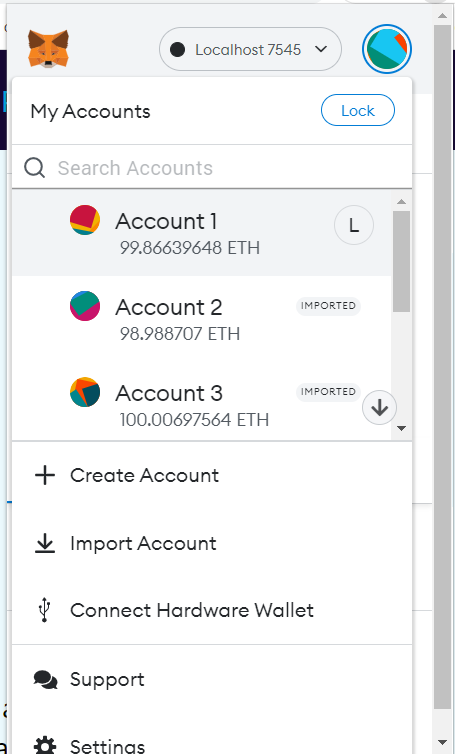 Localhost 7545
My Accounts
Lock
Search Accounts
Account 1
L
99.86639648 ETH
Account 2
IMPORTED
98.988707 ETH
Account 3
IMPORTED
100.00697564 ETH
Create Account
Import Account
Connect Hardware Wallet
Support
Settings